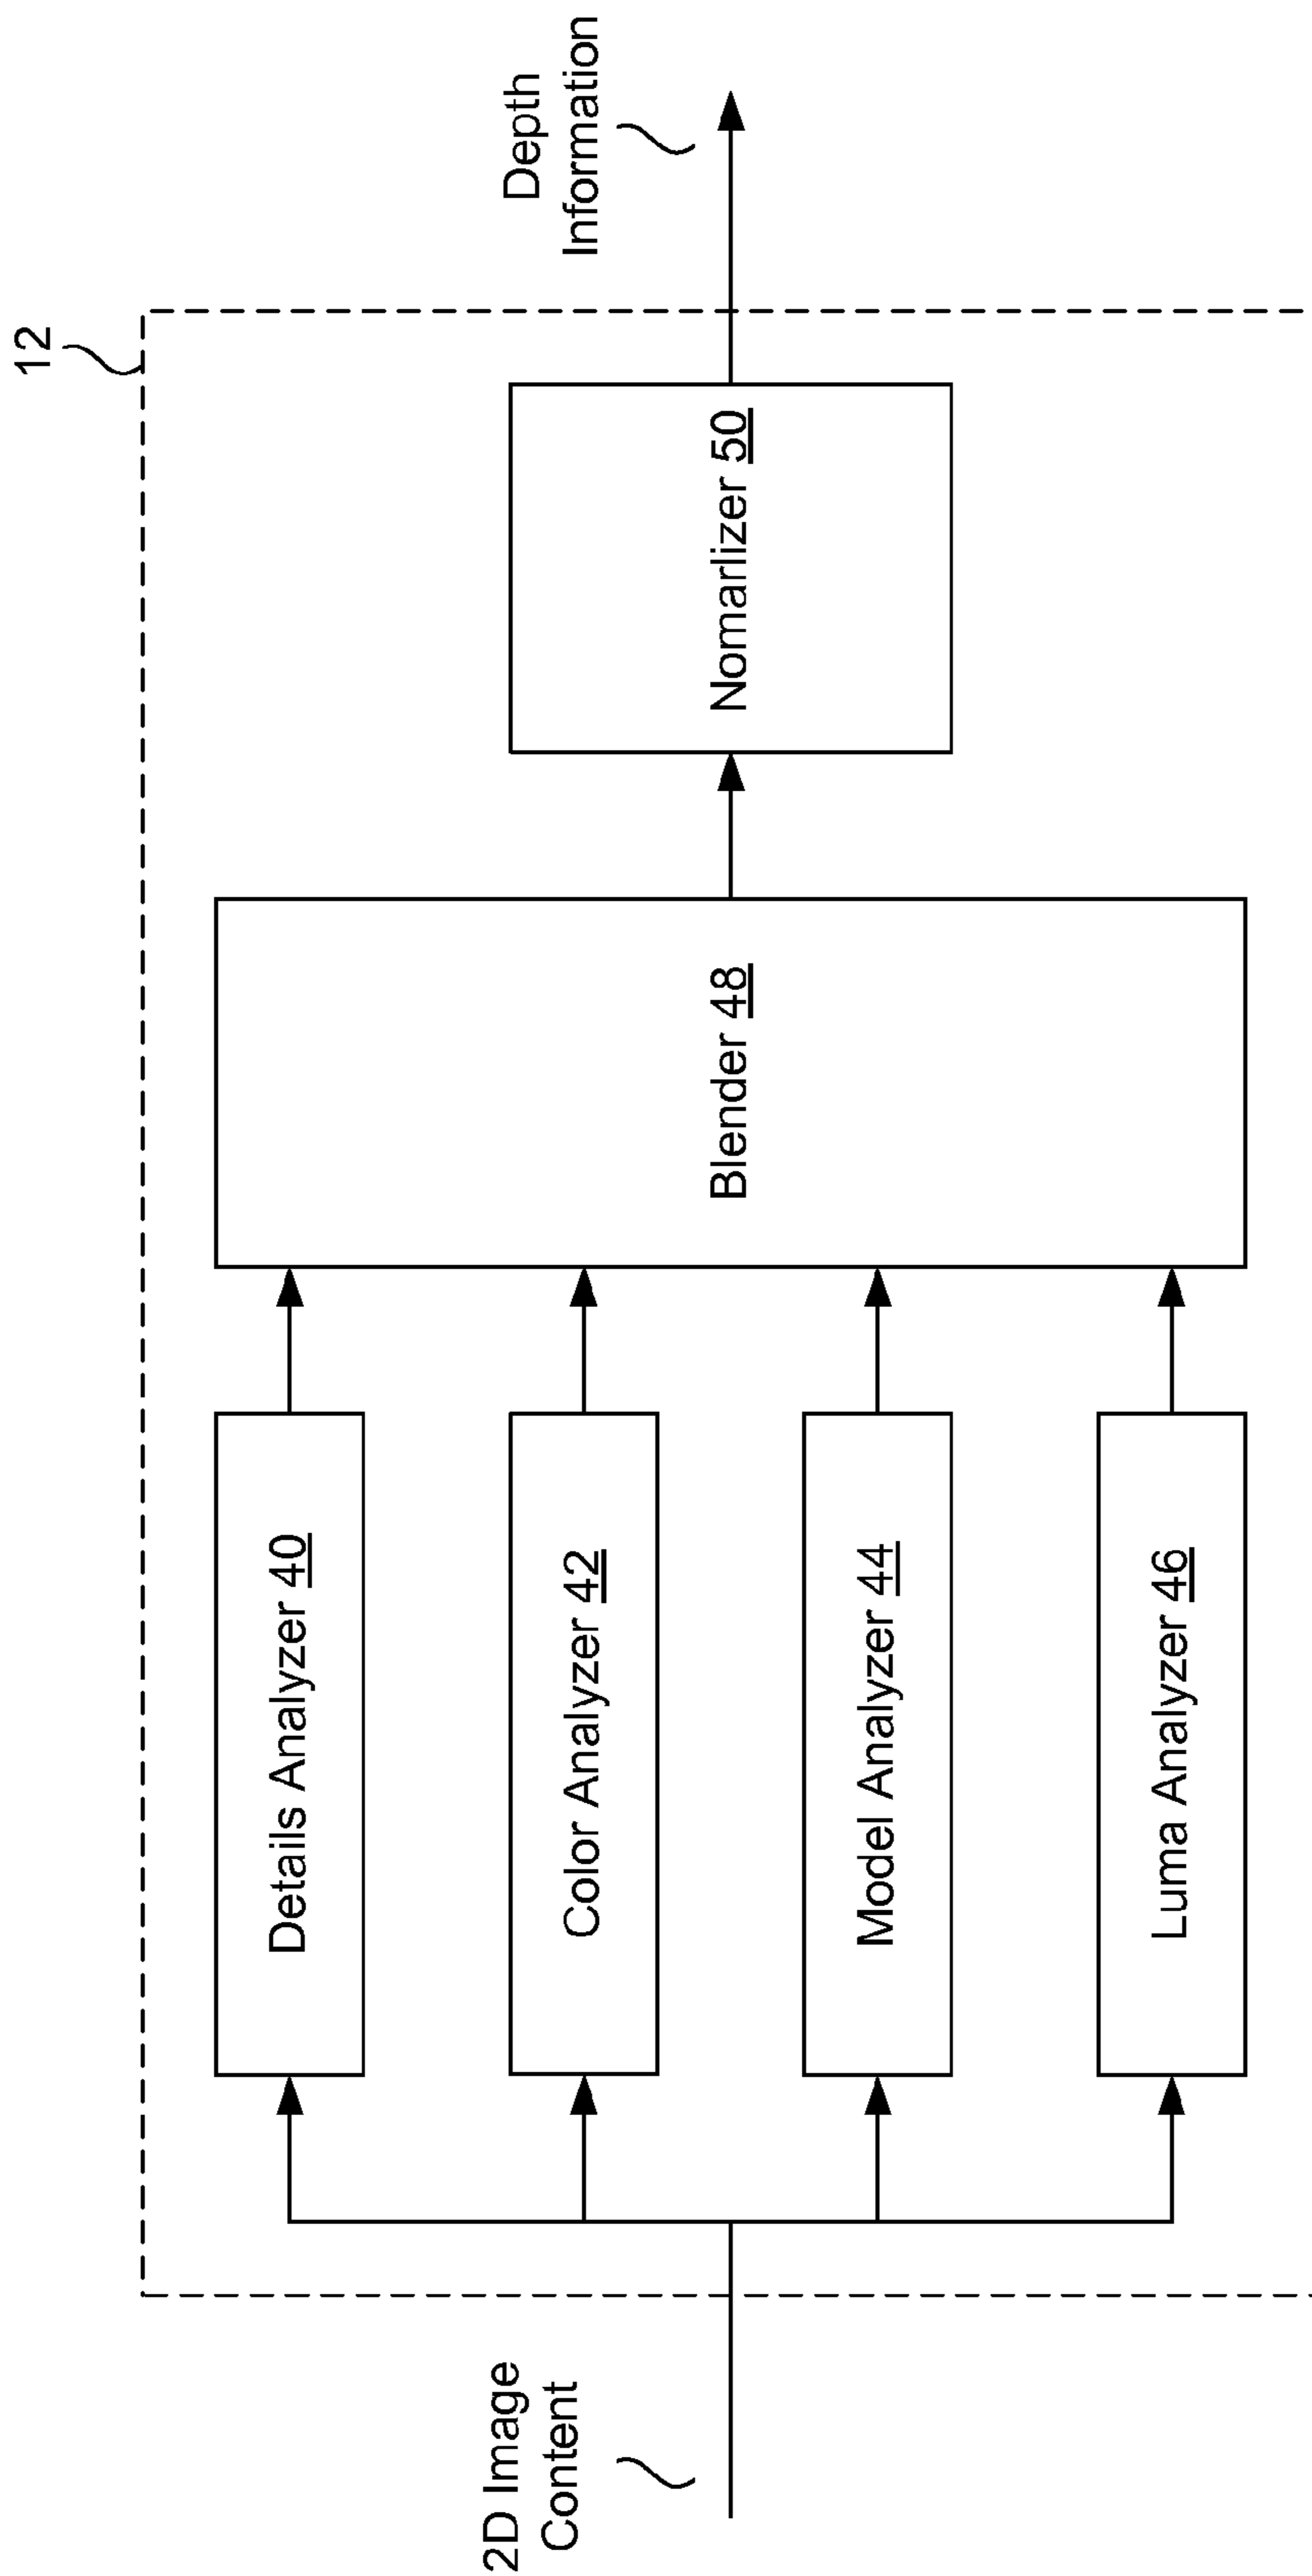 12
2D Image
Content
Details Analyzer 40
Color Analyzer 42
Model Analyzer 44
Luma Analyzer 46
Blender 48
Nomarlizer 50
Depth
Information